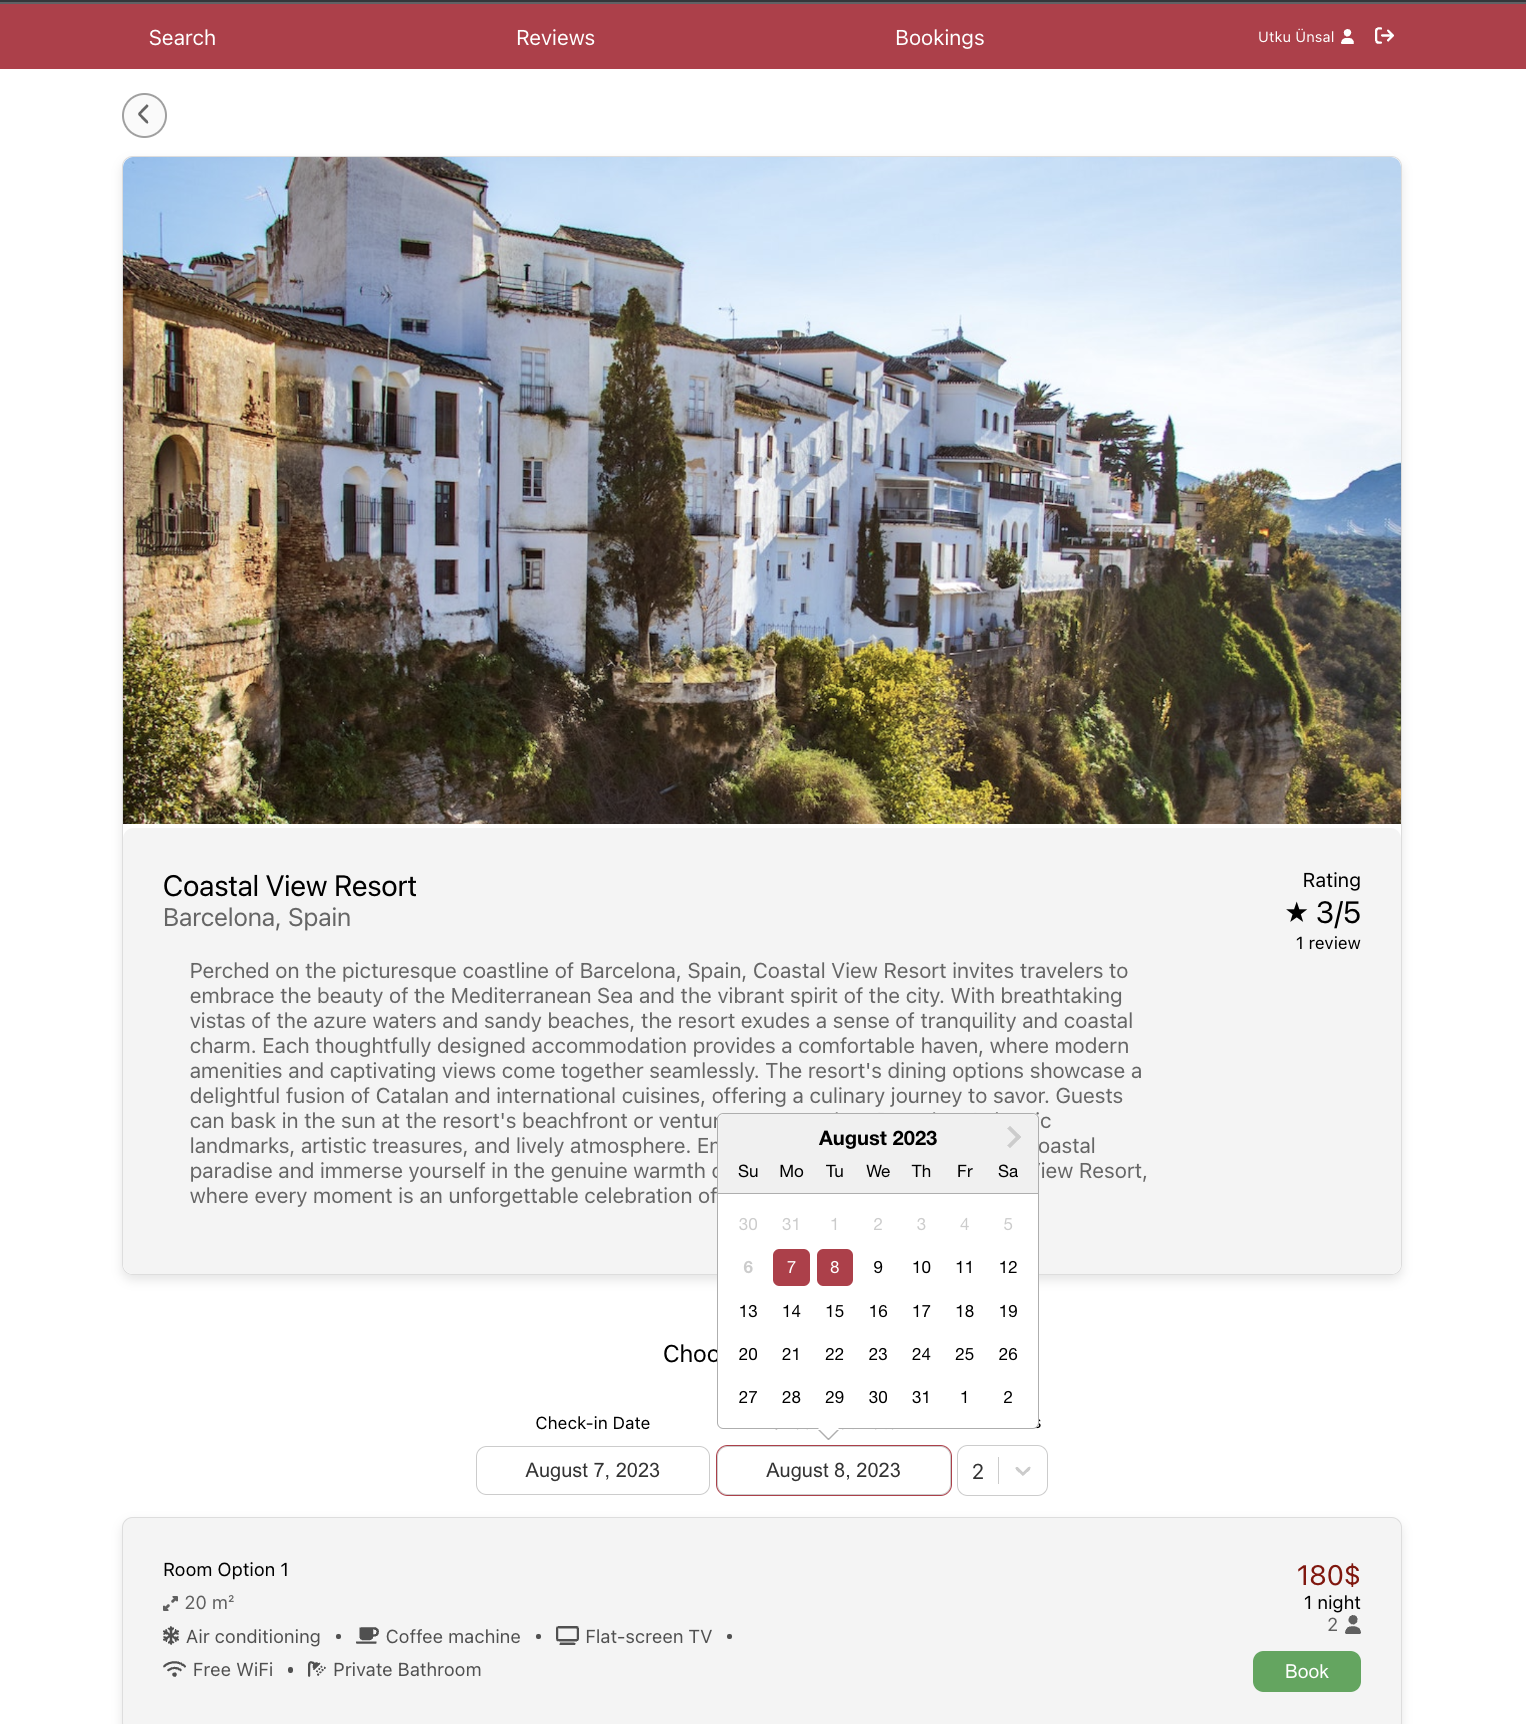 Search
Reviews
Bookings
Utku Ünsal
Coastal View Resort
Barcelona, Spain
Rating
★ 3/5
1 review
Perched on the picturesque coastline of Barcelona, Spain, Coastal View Resort invites travelers to
embrace the beauty of the Mediterranean Sea and the vibrant spirit of the city. With breathtaking
vistas of the azure waters and sandy beaches, the resort exudes a sense of tranquility and coastal
charm. Each thoughtfully designed accommodation provides a comfortable haven, where modern
amenities and captivating views come together seamlessly. The resort's dining options showcase a
delightful fusion of Catalan and international cuisines, offering a culinary journey to savor. Guests
can bask in the sun at the resort's beachfront or
landmarks, artistic treasures, and lively atmosphere.
paradise and immerse yourself in the genuine warmth
View Resort,
where every moment is an unforgettable celebration of
August 2023
Su Mo Tu We Th Fr Sa
30 31 1 2 3 4 5
6 7 8 9 10 11 12
13 14 15 16 17 18 19
20 21 22 23 24 25 26
27 28 29 30 31 1 2
Check-in Date
August 7, 2023
August 8, 2023
2
Room Option 1
20 m²
Air conditioning • Coffee machine • Flat-screen TV •
Free WiFi • Private Bathroom
180$
1 night
2
Book